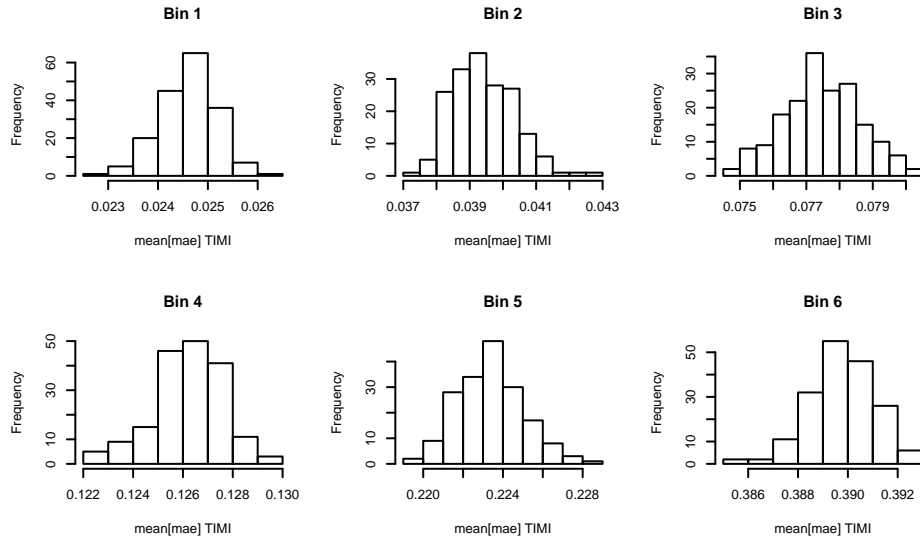 Bin 1
Frequency
60
40
20
0
0.023 0.024 0.025 0.026
mean[mae] TIMI
Bin 2
Frequency
30
20
10
0
0.037 0.039 0.041 0.043
mean[mae] TIMI
Bin 3
Frequency
30
20
10
0
0.075 0.077 0.079
mean[mae] TIMI
Bin 4
Frequency
50
30
10
0
0.122 0.124 0.126 0.128 0.130
mean[mae] TIMI
Bin 5
Frequency
30
10
0
0.220 0.224 0.228
mean[mae] TIMI
Bin 6
Frequency
50
30
10
0
0.386 0.388 0.390 0.392
mean[mae] TIMI